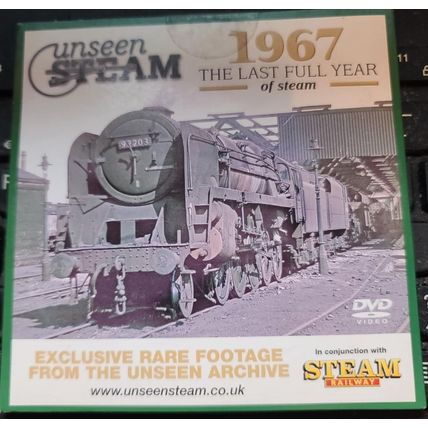 unseen
STEAM
1967
THE LAST FULL YEAR
of steam
93203
DVD
VIDEO
EXCLUSIVE RARE FOOTAGE
FROM THE UNSEEN ARCHIVE
www.unseensteam.co.uk
In conjunction with
STEAM
RAILWAY